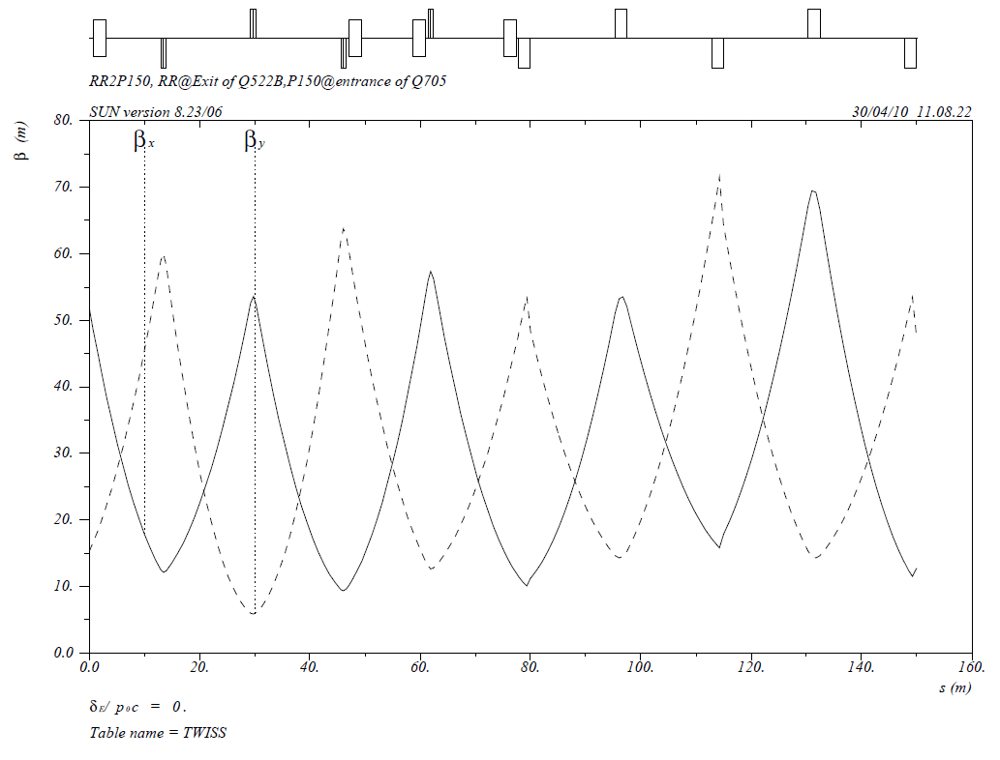 RR2P150, RR@Exit of Q522B,P150@entrance of Q705
SUN version 8.23/06 30/04/10 11.08.22
β (m)
βx βy
80.
70.
60.
50.
40.
30.
20.
10.
0.0
0.0 20. 40. 60. 80. 100. 120. 140. 160.
s (m)
δE/ p0c = 0.
Table name = TWISS